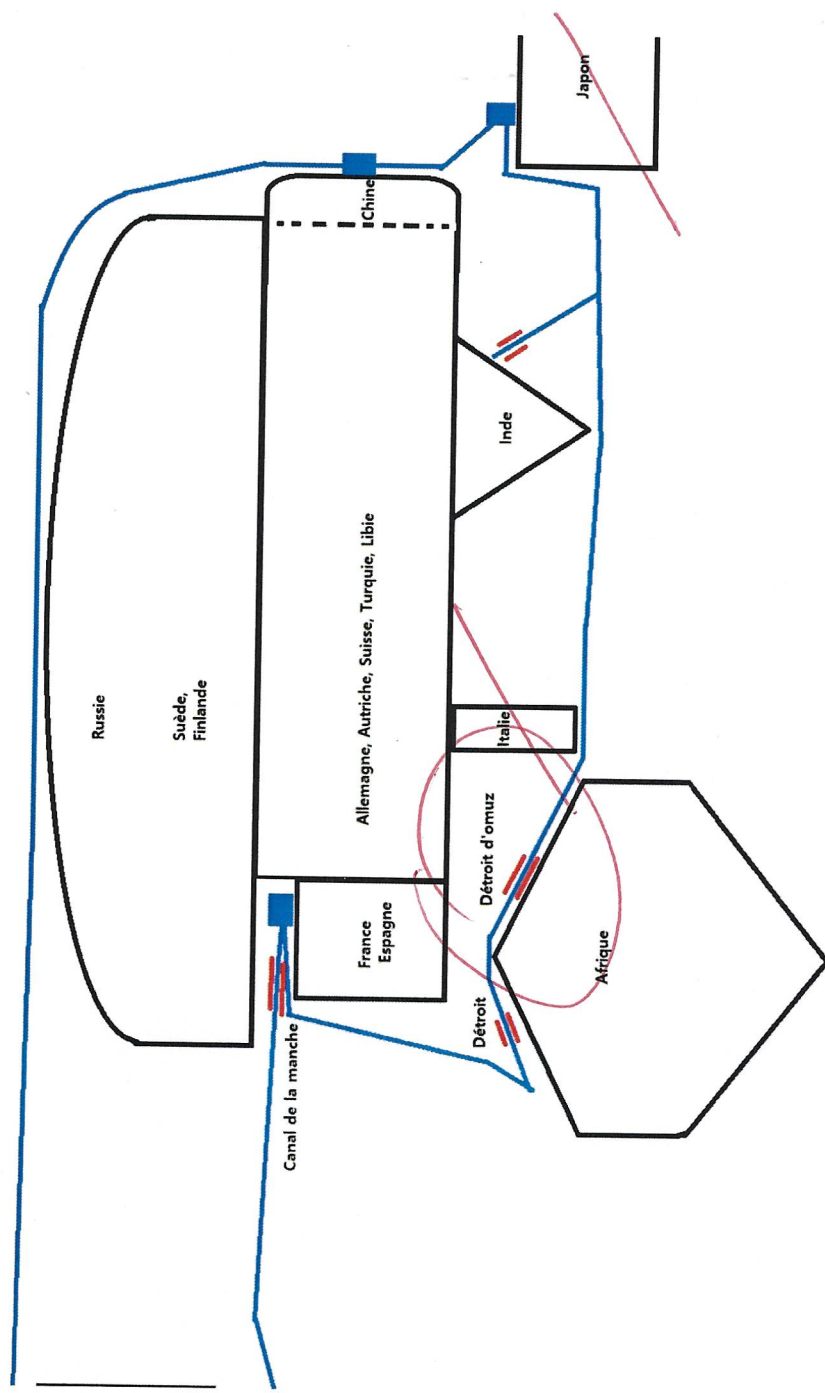 Russie
Suède,
Finlande
Allemagne, Autriche, Suisse, Turquie, Libie
Chine
Canal de la manche
France
Espagne
Italie
Inde
Japon
Détroit
Détroit d'omuz
Afrique